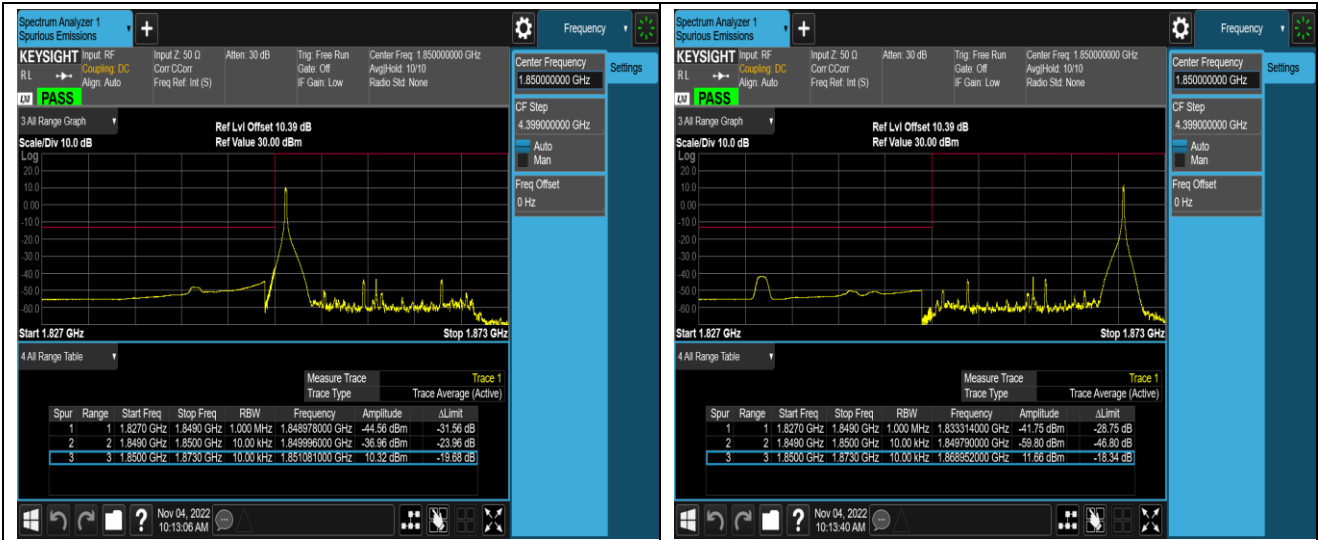 Spectrum Analyzer 1
Spurious Emissions
+
Frequency
KEYSIGHT Input: RF Input Z: 50 Ω Atten: 30 dB Trig: Free Run Center Freq: 1.850000000 GHz
Coupling: DC Corr CCorr Gate: Off Avg|Hold: 10/10
RL Align: Auto Freq Ref: Int (S) IF Gain: Low Radio Std: None
LXI PASS
Center Frequency
1.850000000 GHz
Settings
CF Step
4.399000000 GHz
Auto
Man
Freq Offset
0 Hz
3 All Range Graph
Ref Lvl Offset 10.39 dB
Scale/Div 10.0 dB Ref Value 30.00 dBm
Log
20.0
10.0
0.00
-10.0
-20.0
-30.0
-40.0
-50.0
-60.0
Start 1.827 GHz Stop 1.873 GHz
4 All Range Table
Measure Trace Trace 1
Trace Type Trace Average (Active)
Spur Range Start Freq Stop Freq RBW Frequency Amplitude ΔLimit
1 1 1.8270 GHz 1.8490 GHz 1.000 MHz 1.848978000 GHz -44.56 dBm -31.56 dB
2 2 1.8490 GHz 1.8500 GHz 10.00 kHz 1.849996000 GHz -36.96 dBm -23.96 dB
3 3 1.8500 GHz 1.8730 GHz 10.00 kHz 1.851081000 GHz 10.32 dBm -19.68 dB
? Nov 04, 2022
10:13:06 AM
Spectrum Analyzer 1
Spurious Emissions
+
Frequency
KEYSIGHT Input: RF Input Z: 50 Ω Atten: 30 dB Trig: Free Run Center Freq: 1.850000000 GHz
Coupling: DC Corr CCorr Gate: Off Avg|Hold: 10/10
RL Align: Auto Freq Ref: Int (S) IF Gain: Low Radio Std: None
LXI PASS
Center Frequency
1.850000000 GHz
Settings
CF Step
4.399000000 GHz
Auto
Man
Freq Offset
0 Hz
3 All Range Graph
Ref Lvl Offset 10.39 dB
Scale/Div 10.0 dB Ref Value 30.00 dBm
Log
20.0
10.0
0.00
-10.0
-20.0
-30.0
-40.0
-50.0
-60.0
Start 1.827 GHz Stop 1.873 GHz
4 All Range Table
Measure Trace Trace 1
Trace Type Trace Average (Active)
Spur Range Start Freq Stop Freq RBW Frequency Amplitude ΔLimit
1 1 1.8270 GHz 1.8490 GHz 1.000 MHz 1.833314000 GHz -41.75 dBm -28.75 dB
2 2 1.8490 GHz 1.8500 GHz 10.00 kHz 1.849790000 GHz -59.80 dBm -46.80 dB
3 3 1.8500 GHz 1.8730 GHz 10.00 kHz 1.868952000 GHz 11.66 dBm -18.34 dB
? Nov 04, 2022
10:13:40 AM